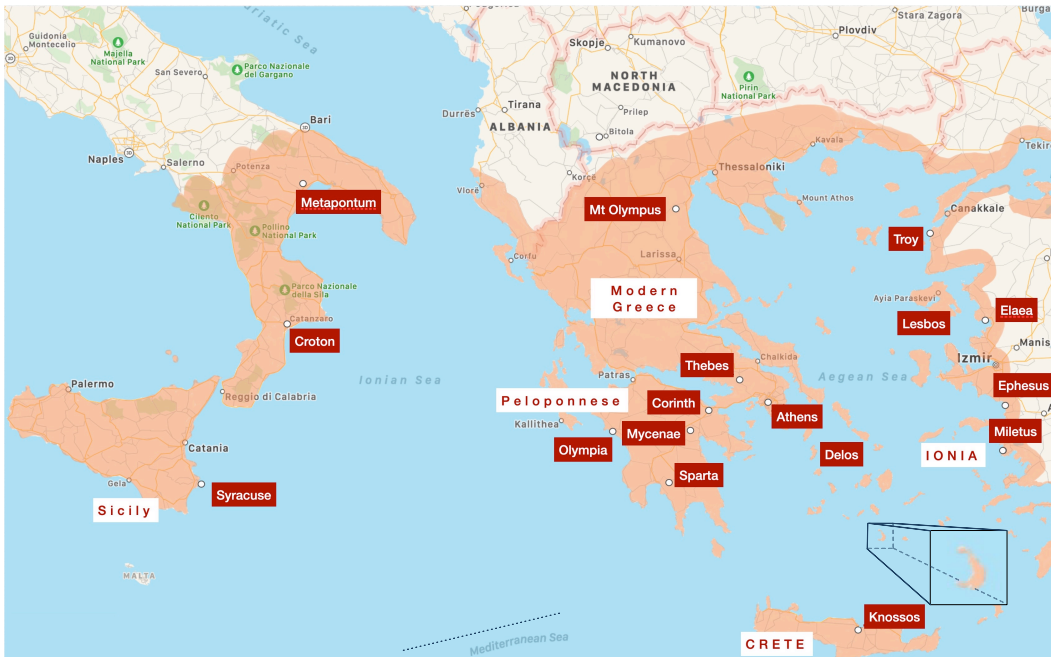 Guidonia
Montecelio
Majella
National Park
Adriatic Sea
San Severo
Parco Nazionale
del Gargano
Bari
Naples
Salerno
Potenza
Cilento
National Park
Pollino
National Park
Metapontum
Parco Nazionale
della Sila
Catanzaro
Croton
Ionian Sea
Palermo
Reggio di Calabria
Catania
Gela
Syracuse
Sicily
MALTA
Mediterranean Sea
Skopje
Kumanovo
NORTH
MACEDONIA
Prilep
Bitola
Durrës
Tirana
ALBANIA
Korçë
Vlorë
Corfu
Stara Zagora
Plovdiv
Pirin
National Park
Kavala
Thessaloniki
Mount Athos
Mt Olympus
Larissa
Modern
Greece
Canakkale
Troy
Ayia Paraskevi
Lesbos
Elaea
Izmir
Manis
Ephesus
Miletus
IONIA
Aegean Sea
Chalkida
Thebes
Patras
Peloponnese
Corinth
Kallithea
Mycenae
Athens
Olympia
Delos
Sparta
Knossos
CRETE
Burga
Tekir